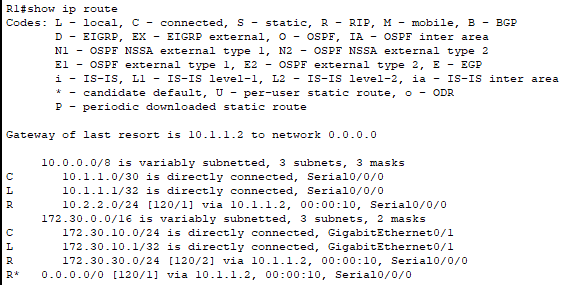 R1#show ip route
Codes: L - local, C - connected, S - static, R - RIP, M - mobile, B - BGP
       D - EIGRP, EX - EIGRP external, O - OSPF, IA - OSPF inter area
       N1 - OSPF NSSA external type 1, N2 - OSPF NSSA external type 2
       E1 - OSPF external type 1, E2 - OSPF external type 2, E - EGP
       i - IS-IS, L1 - IS-IS level-1, L2 - IS-IS level-2, ia - IS-IS inter area
       * - candidate default, U - per-user static route, o - ODR
       P - periodic downloaded static route
Gateway of last resort is 10.1.1.2 to network 0.0.0.0
     10.0.0.0/8 is variably subnetted, 3 subnets, 3 masks
C       10.1.1.0/30 is directly connected, Serial0/0/0
L       10.1.1.1/32 is directly connected, Serial0/0/0
R       10.2.2.0/24 [120/1] via 10.1.1.2, 00:00:10, Serial0/0/0
     172.30.0.0/16 is variably subnetted, 3 subnets, 2 masks
C       172.30.10.0/24 is directly connected, GigabitEthernet0/1
L       172.30.10.1/32 is directly connected, GigabitEthernet0/1
R       172.30.30.0/24 [120/2] via 10.1.1.2, 00:00:10, Serial0/0/0
R*   0.0.0.0/0 [120/1] via 10.1.1.2, 00:00:10, Serial0/0/0